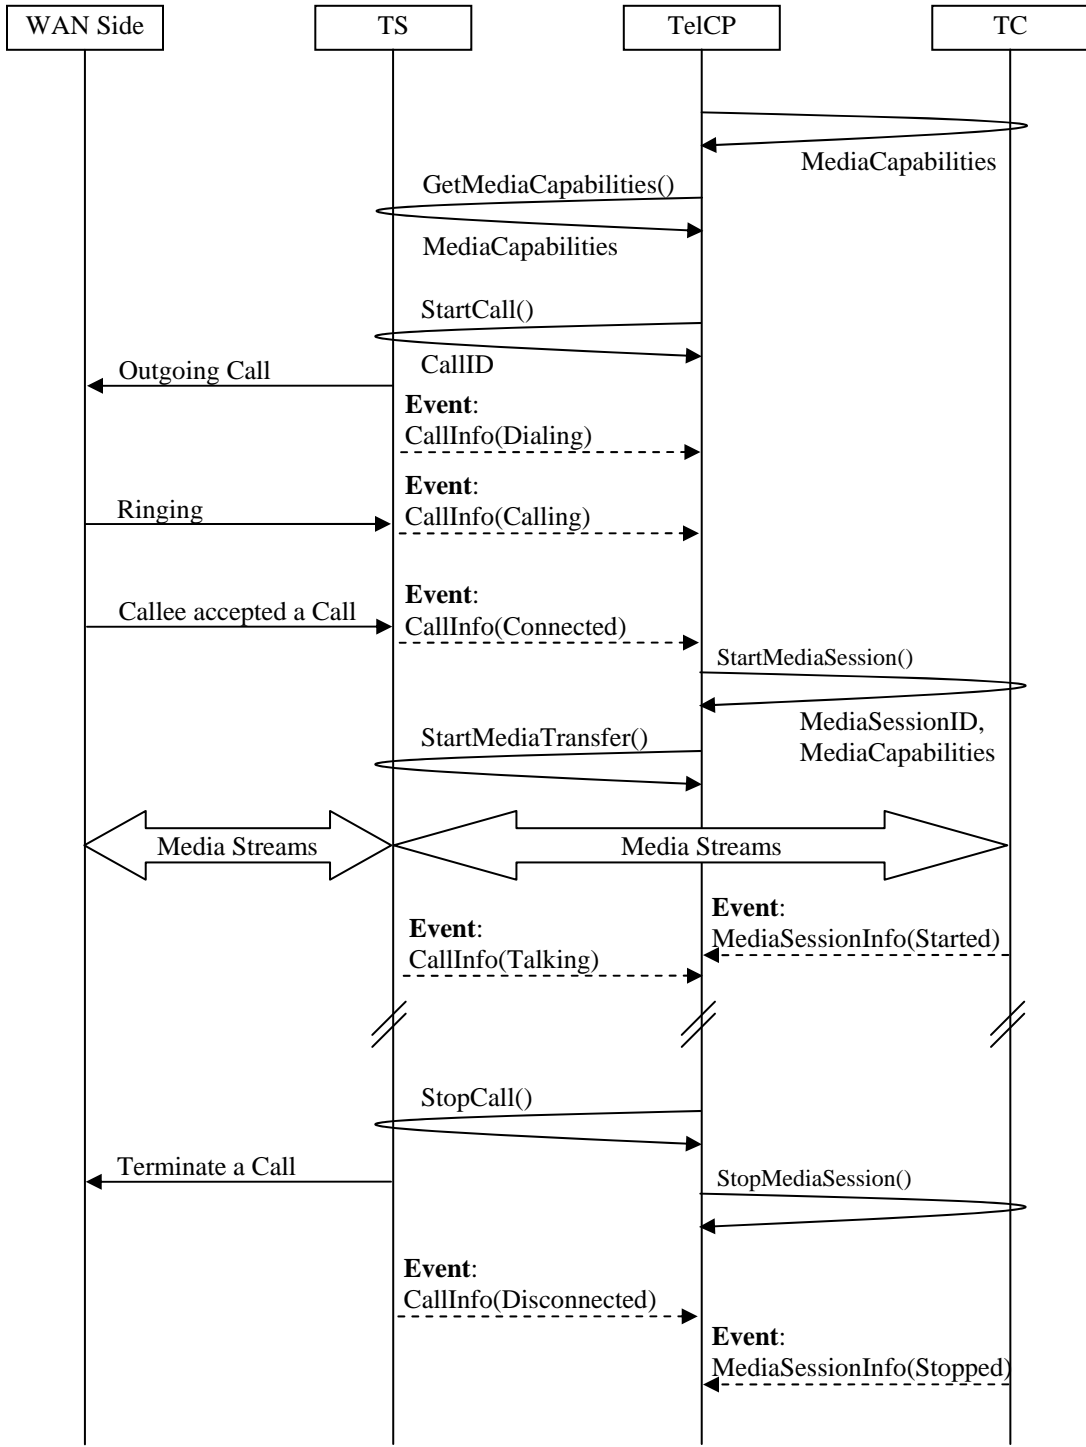 WAN Side
TS
TelCP
TC
MediaCapabilities
GetMediaCapabilities()
MediaCapabilities
StartCall()
CallID
Outgoing Call
Event:
CallInfo(Dialing)
Event:
Ringing
CallInfo(Calling)
Event:
Callee accepted a Call
CallInfo(Connected)
StartMediaSession()
MediaSessionID,
MediaCapabilities
StartMediaTransfer()
Media Streams
Media Streams
Event:
MediaSessionInfo(Started)
Event:
CallInfo(Talking)
StopCall()
Terminate a Call
StopMediaSession()
Event:
CallInfo(Disconnected)
Event:
MediaSessionInfo(Stopped)